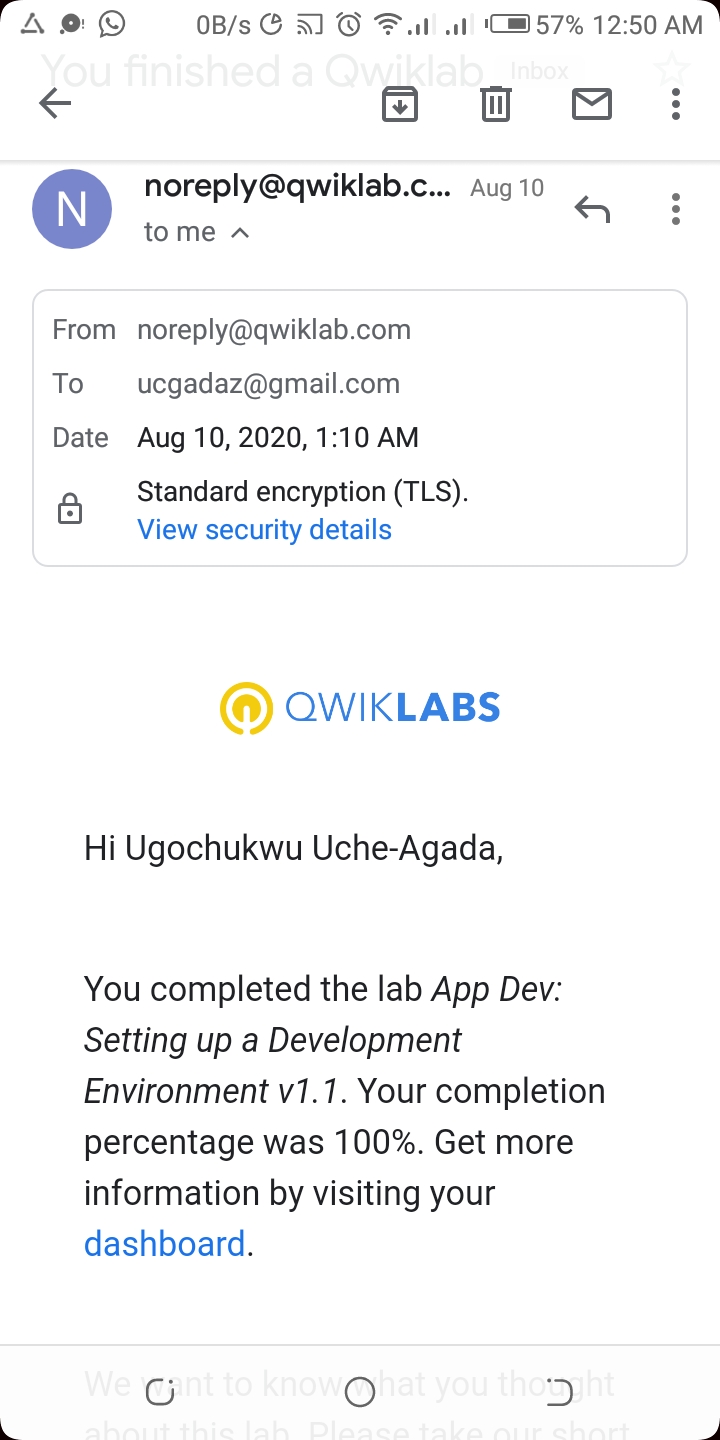 0B/s 57% 12:50 AM
You finished a Qwiklab Inbox
N
noreply@qwiklab.c... Aug 10
to me
From noreply@qwiklab.com
To ucgadaz@gmail.com
Date Aug 10, 2020, 1:10 AM
Standard encryption (TLS).
View security details
QWIKLABS
Hi Ugochukwu Uche-Agada,
You completed the lab App Dev:
Setting up a Development
Environment v1.1. Your completion
percentage was 100%. Get more
information by visiting your
dashboard.
We want to know what you thought
about this lab. Please take our short